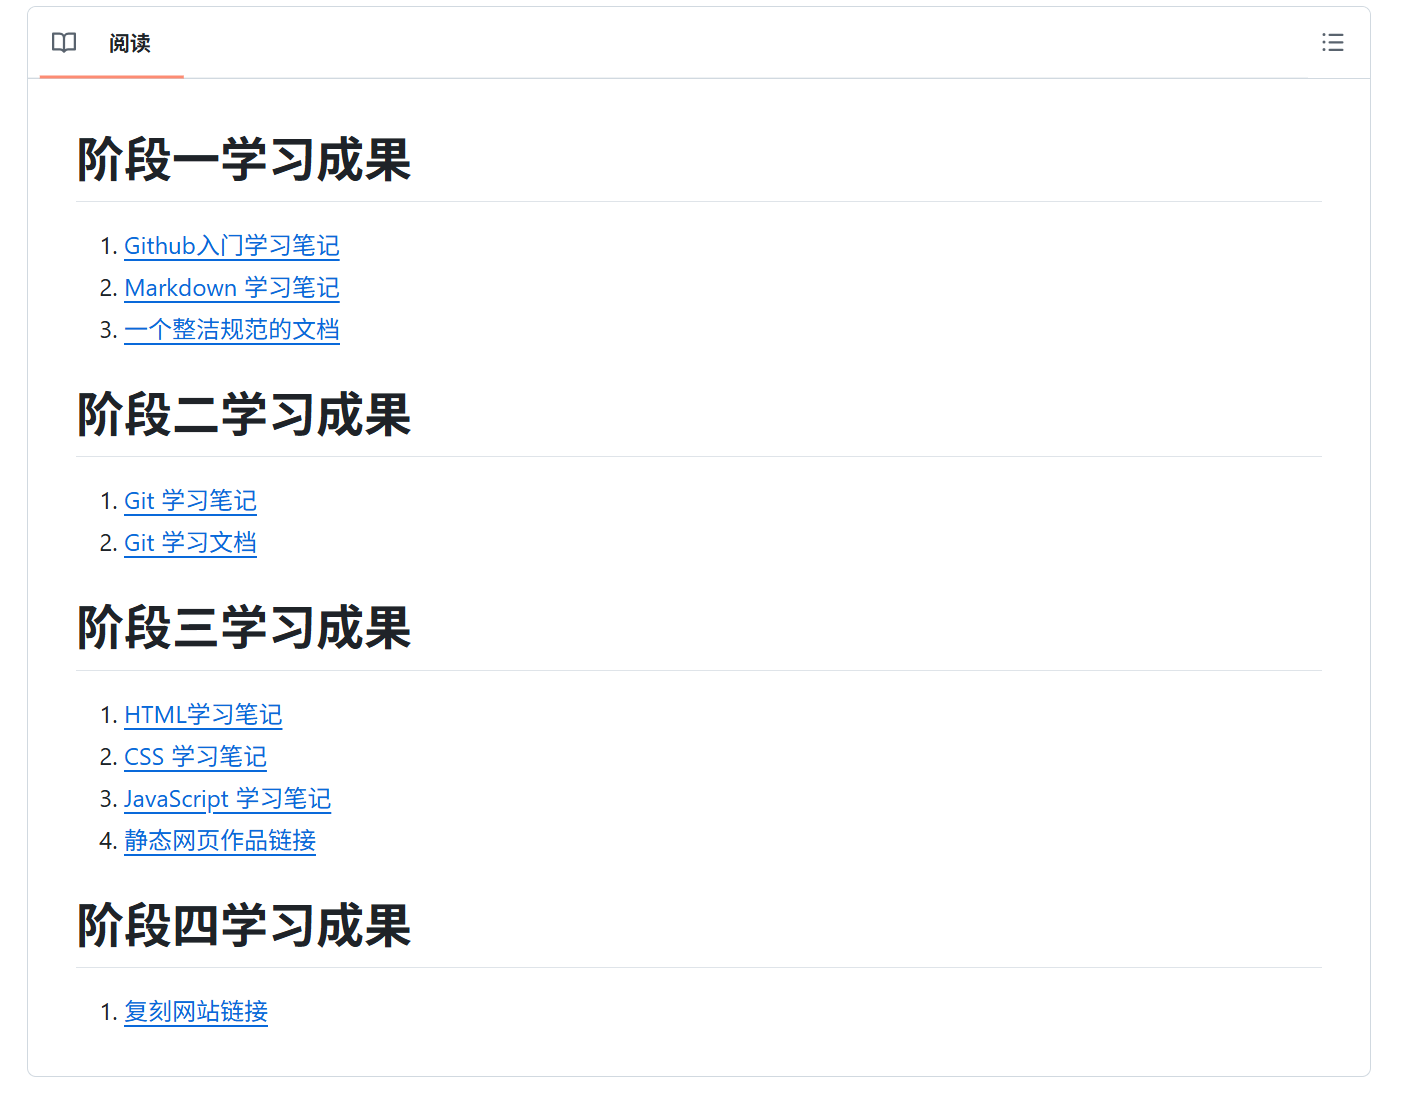 阅读
阶段一学习成果
1. Github入门学习笔记
2. Markdown 学习笔记
3. 一个整洁规范的文档
阶段二学习成果
1. Git 学习笔记
2. Git 学习文档
阶段三学习成果
1. HTML学习笔记
2. CSS 学习笔记
3. JavaScript 学习笔记
4. 静态网页作品链接
阶段四学习成果
1. 复刻网站链接